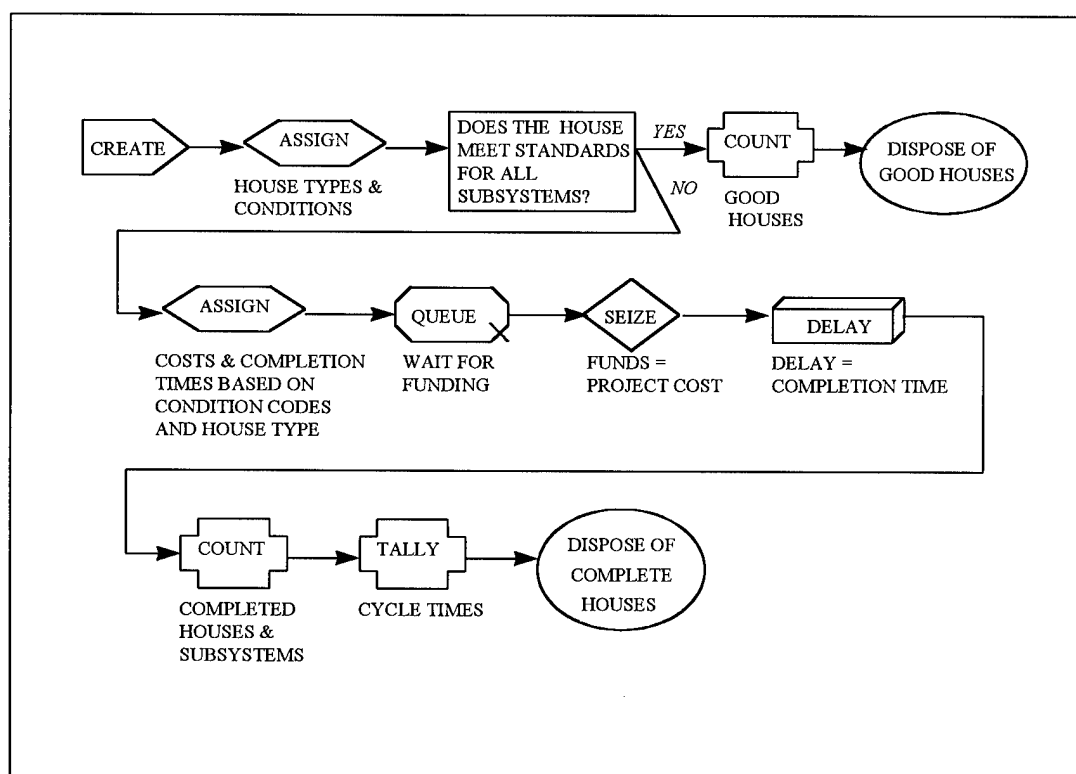 CREATE
ASSIGN
HOUSE TYPES &
CONDITIONS
DOES THE HOUSE
MEET STANDARDS
FOR ALL
SUBSYSTEMS?
YES
NO
COUNT
GOOD
HOUSES
DISPOSE OF
GOOD HOUSES
ASSIGN
COSTS & COMPLETION
TIMES BASED ON
CONDITION CODES
AND HOUSE TYPE
QUEUE
WAIT FOR
FUNDING
SEIZE
FUNDS =
PROJECT COST
DELAY
DELAY =
COMPLETION TIME
COUNT
COMPLETED
HOUSES &
SUBSYSTEMS
TALLY
CYCLE TIMES
DISPOSE OF
COMPLETE
HOUSES